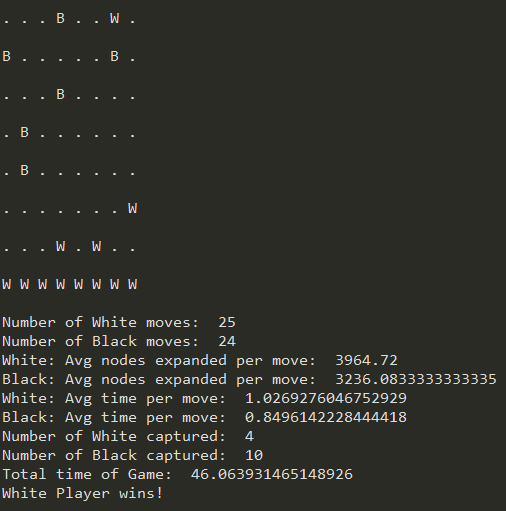 . . . B . . W .
B . . . . . B .
. . . B . . . .
. B . . . . . .
. B . . . . . .
. . . . . . . W
. . . W . W . .
W W W W W W W W
Number of White moves:  25
Number of Black moves:  24
White: Avg nodes expanded per move:  3964.72
Black: Avg nodes expanded per move:  3236.0833333333335
White: Avg time per move:  1.0269276046752929
Black: Avg time per move:  0.8496142228444418
Number of White captured:  4
Number of Black captured:  10
Total time of Game:  46.063931465148926
White Player wins!